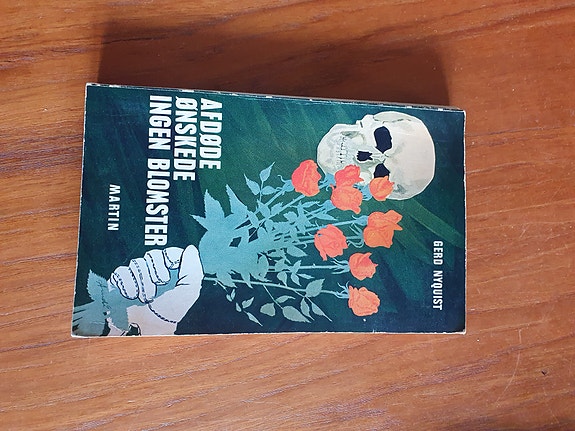 AFDØDE
ØNSKEDE
INGEN BLOMSTER
MARTIN
GERD NYQUIST